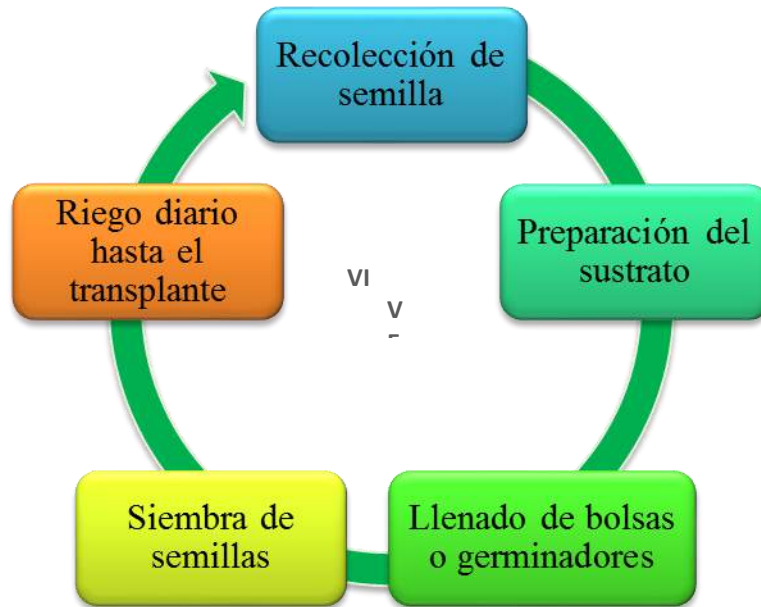 Recolección de
semilla
Preparación del
sustrato
Llenado de bolsas
o germinadores
Siembra de
semillas
Riego diario
hasta el
transplante
VI
V